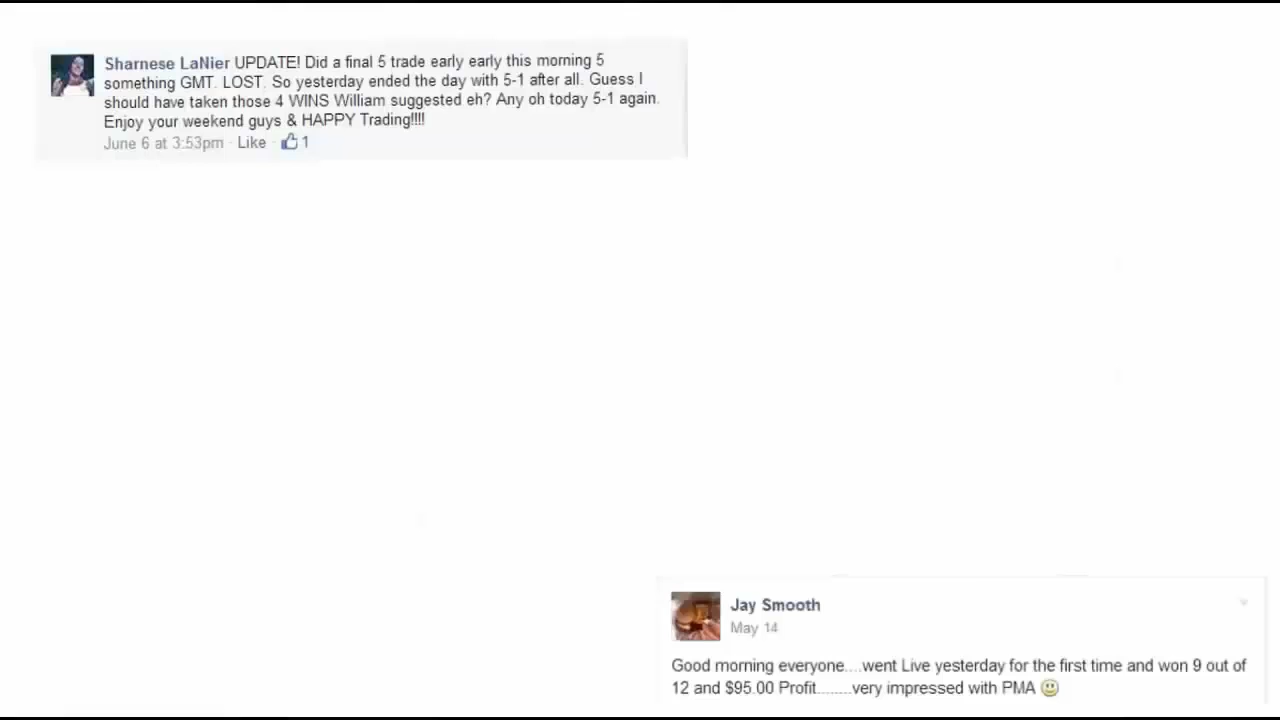 Sharnese LaNier UPDATE! Did a final 5 trade early early this morning 5
something GMT. LOST. So yesterday ended the day with 5-1 after all. Guess I
should have taken those 4 WINS William suggested eh? Any oh today 5-1 again.
Enjoy your weekend guys & HAPPY Trading!!!!
June 6 at 3:53pm · Like · 1
Jay Smooth
May 14
Good morning everyone....went Live yesterday for the first time and won 9 out of
12 and $95.00 Profit........very impressed with PMA